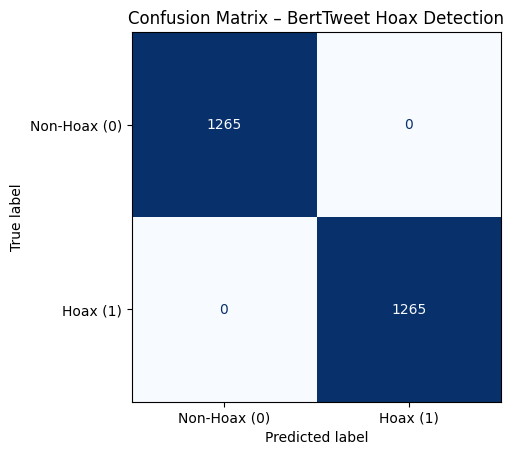 Confusion Matrix – BertTweet Hoax Detection
True label
Non-Hoax (0)
1265
0
Hoax (1)
0
1265
Non-Hoax (0)
Hoax (1)
Predicted label